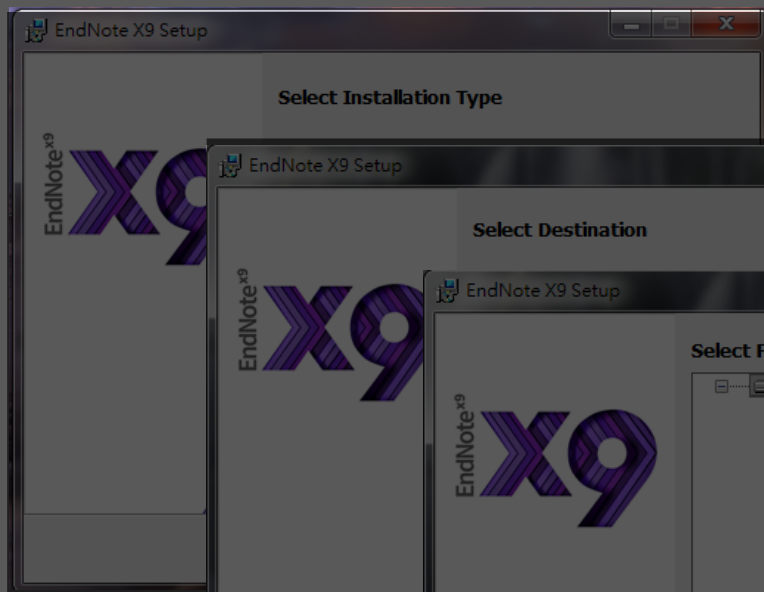 EndNote X9 Setup
Select Installation Type
EndNote x9
X9
EndNote X9 Setup
Select Destination
EndNote x9
X9
EndNote X9 Setup
Select F
EndNote x9
X9